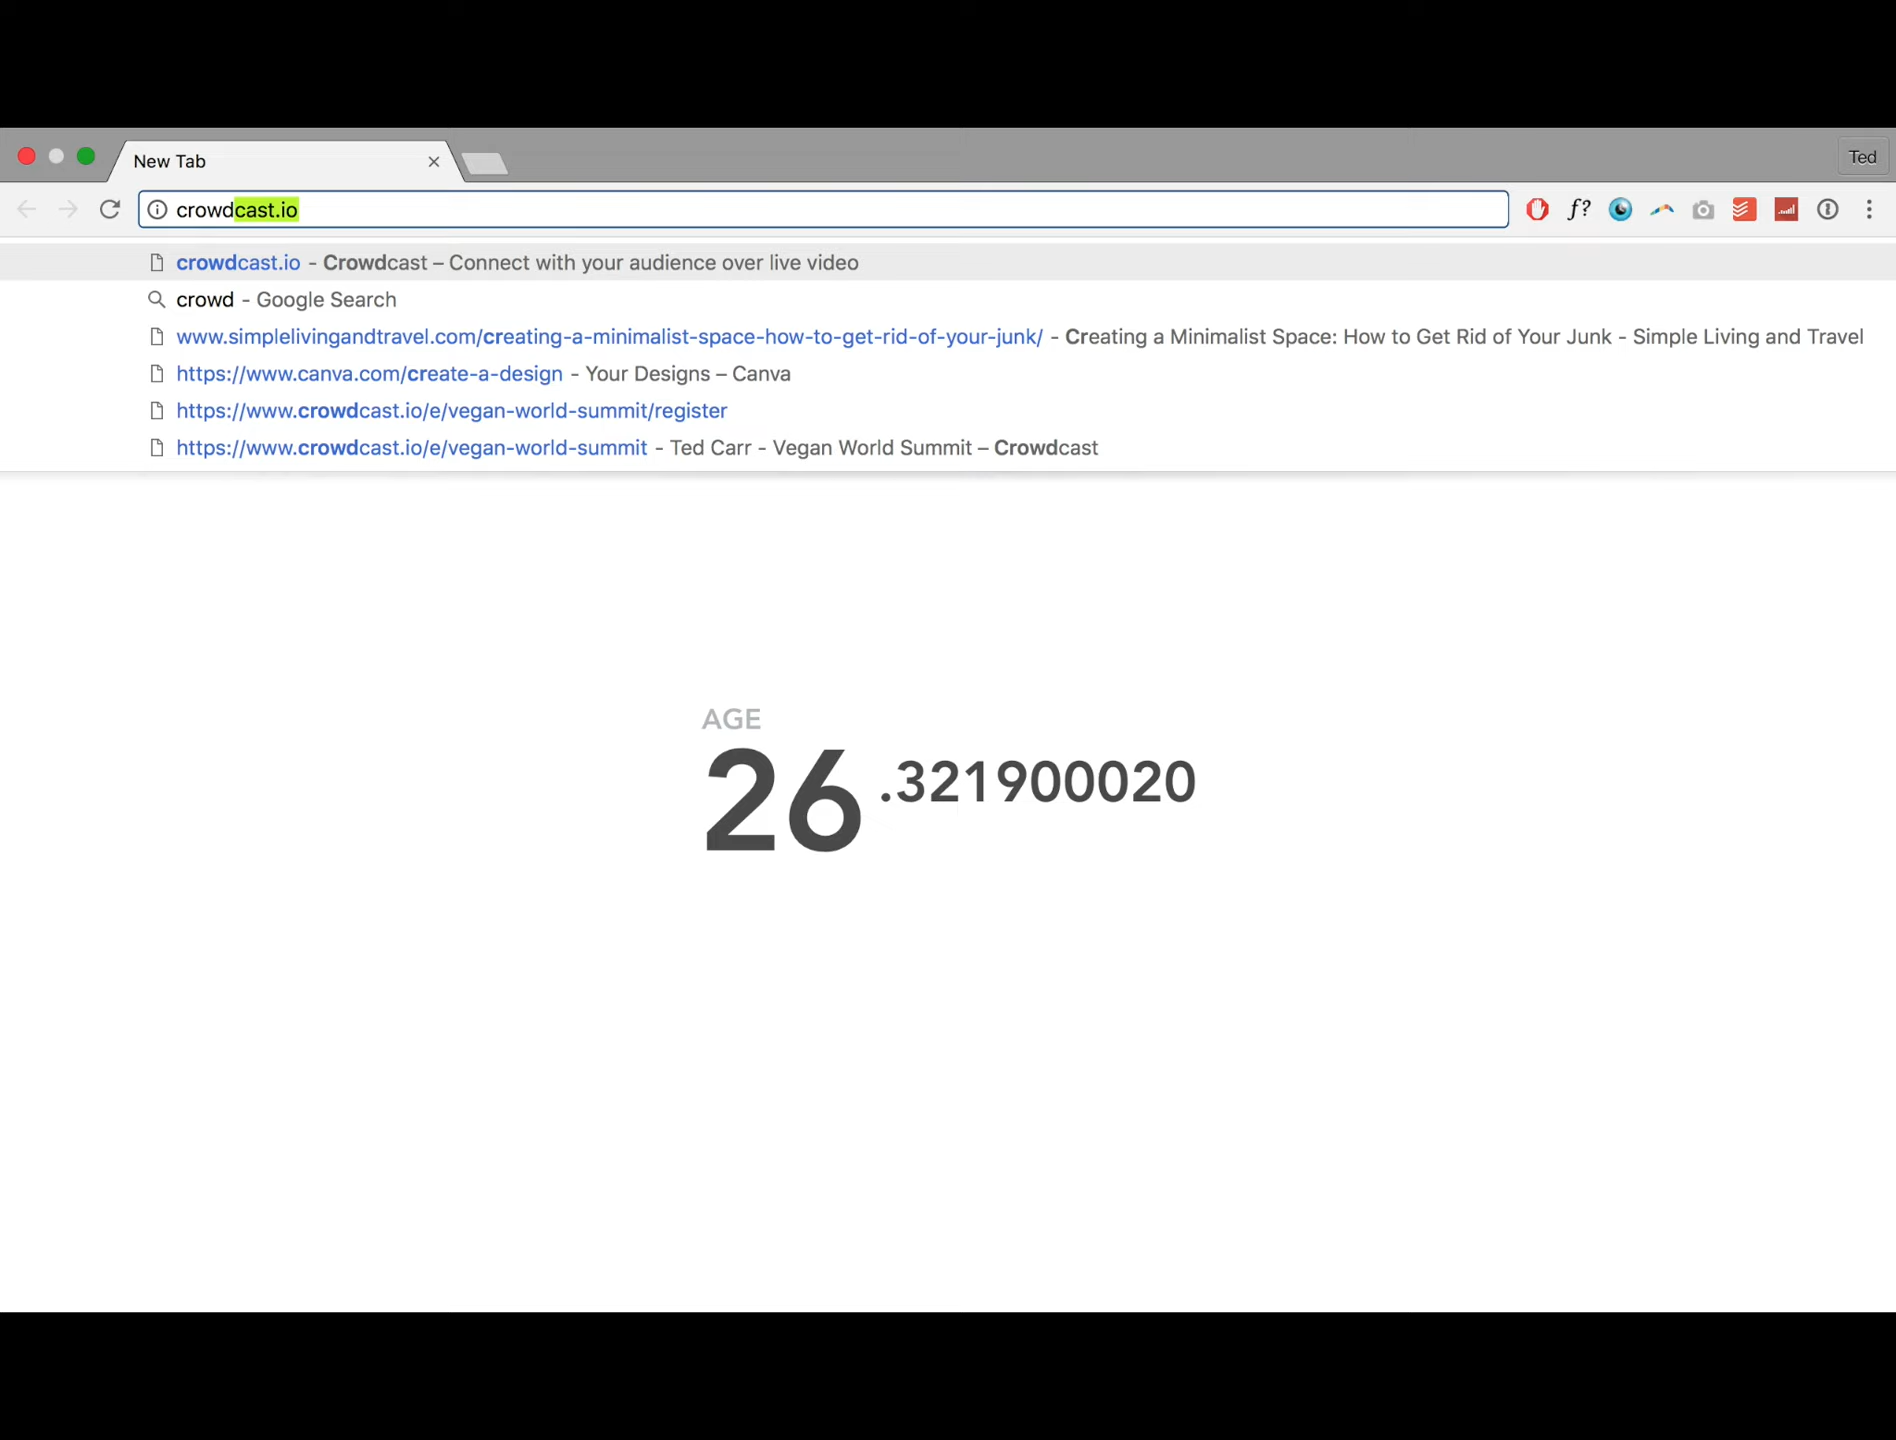 New Tab
Ted
crowdcast.io
f?
crowdcast.io - Crowdcast – Connect with your audience over live video
crowd - Google Search
www.simplelivingandtravel.com/creating-a-minimalist-space-how-to-get-rid-of-your-junk/ - Creating a Minimalist Space: How to Get Rid of Your Junk - Simple Living and Travel
https://www.canva.com/create-a-design - Your Designs – Canva
https://www.crowdcast.io/e/vegan-world-summit/register
https://www.crowdcast.io/e/vegan-world-summit - Ted Carr - Vegan World Summit – Crowdcast
AGE
26.321900020